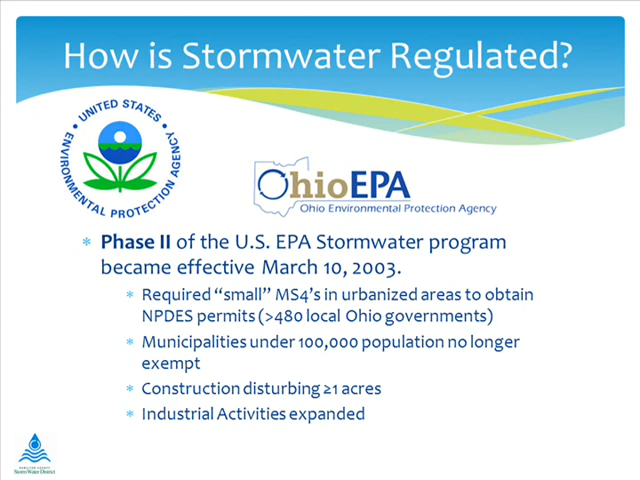 How is Stormwater Regulated?
UNITED STATES
ENVIRONMENTAL PROTECTION AGENCY
OhioEPA
Ohio Environmental Protection Agency
Phase II of the U.S. EPA Stormwater program
became effective March 10, 2003.
Required “small” MS4’s in urbanized areas to obtain
NPDES permits (>480 local Ohio governments)
Municipalities under 100,000 population no longer
exempt
Construction disturbing ≥1 acres
Industrial Activities expanded
HAMILTON COUNTY
Storm Water District